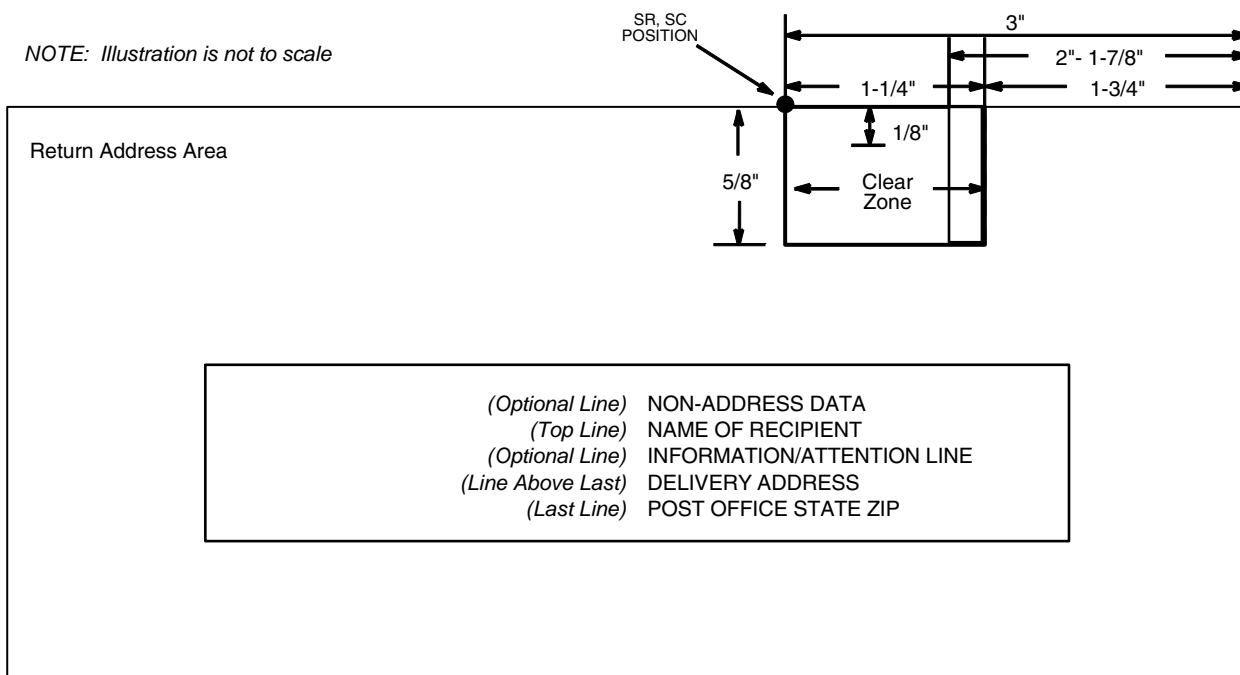 SR, SC
POSITION
3"
NOTE: Illustration is not to scale
2"- 1-7/8"
1-1/4"
1-3/4"
1/8"
Return Address Area
5/8"
Clear
Zone
(Optional Line) NON-ADDRESS DATA
(Top Line) NAME OF RECIPIENT
(Optional Line) INFORMATION/ATTENTION LINE
(Line Above Last) DELIVERY ADDRESS
(Last Line) POST OFFICE STATE ZIP